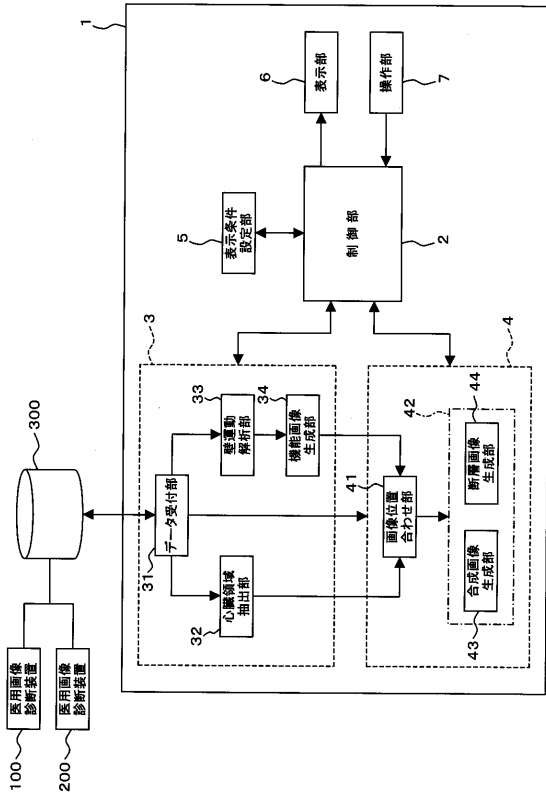 100
医用画像
診断装置
200
医用画像
診断装置
300
1
3
31
データ受付部
32
心臓領域
抽出部
33
壁運動
解析部
34
機能画像
生成部
4
41
画像位置
合わせ部
42
43
合成画像
生成部
44
断層画像
生成部
5
表示条件
設定部
制御部
2
6
表示部
操作部
7